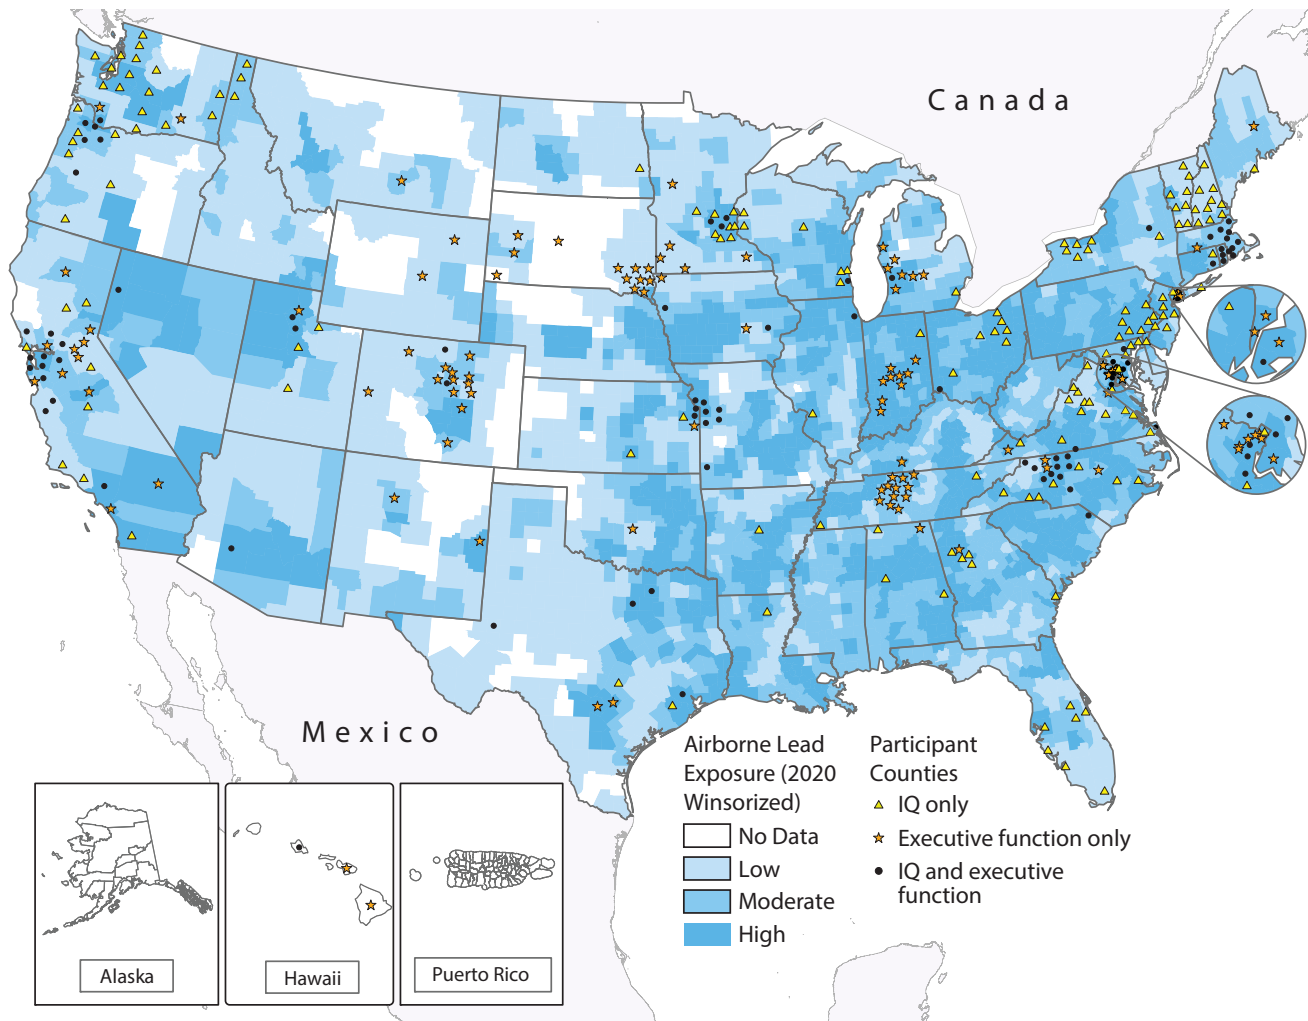 Canada
Mexico
Airborne Lead
Exposure (2020
Winsorized)
No Data
Low
Moderate
High
Participant
Counties
IQ only
Executive function only
IQ and executive
function
Alaska
Hawaii
Puerto Rico